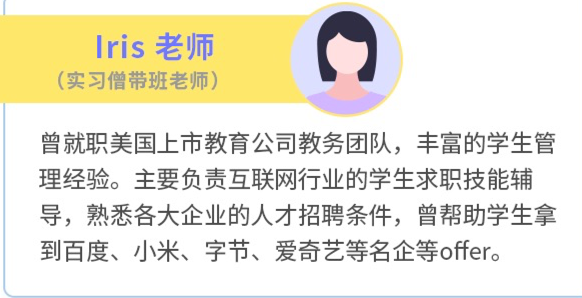 Iris 老师
（实习僧带班老师）
曾就职美国上市教育公司教务团队，丰富的学生管
理经验。主要负责互联网行业的学生求职技能辅
导，熟悉各大企业的人才招聘条件，曾帮助学生拿
到百度、小米、字节、爱奇艺等名企等offer。